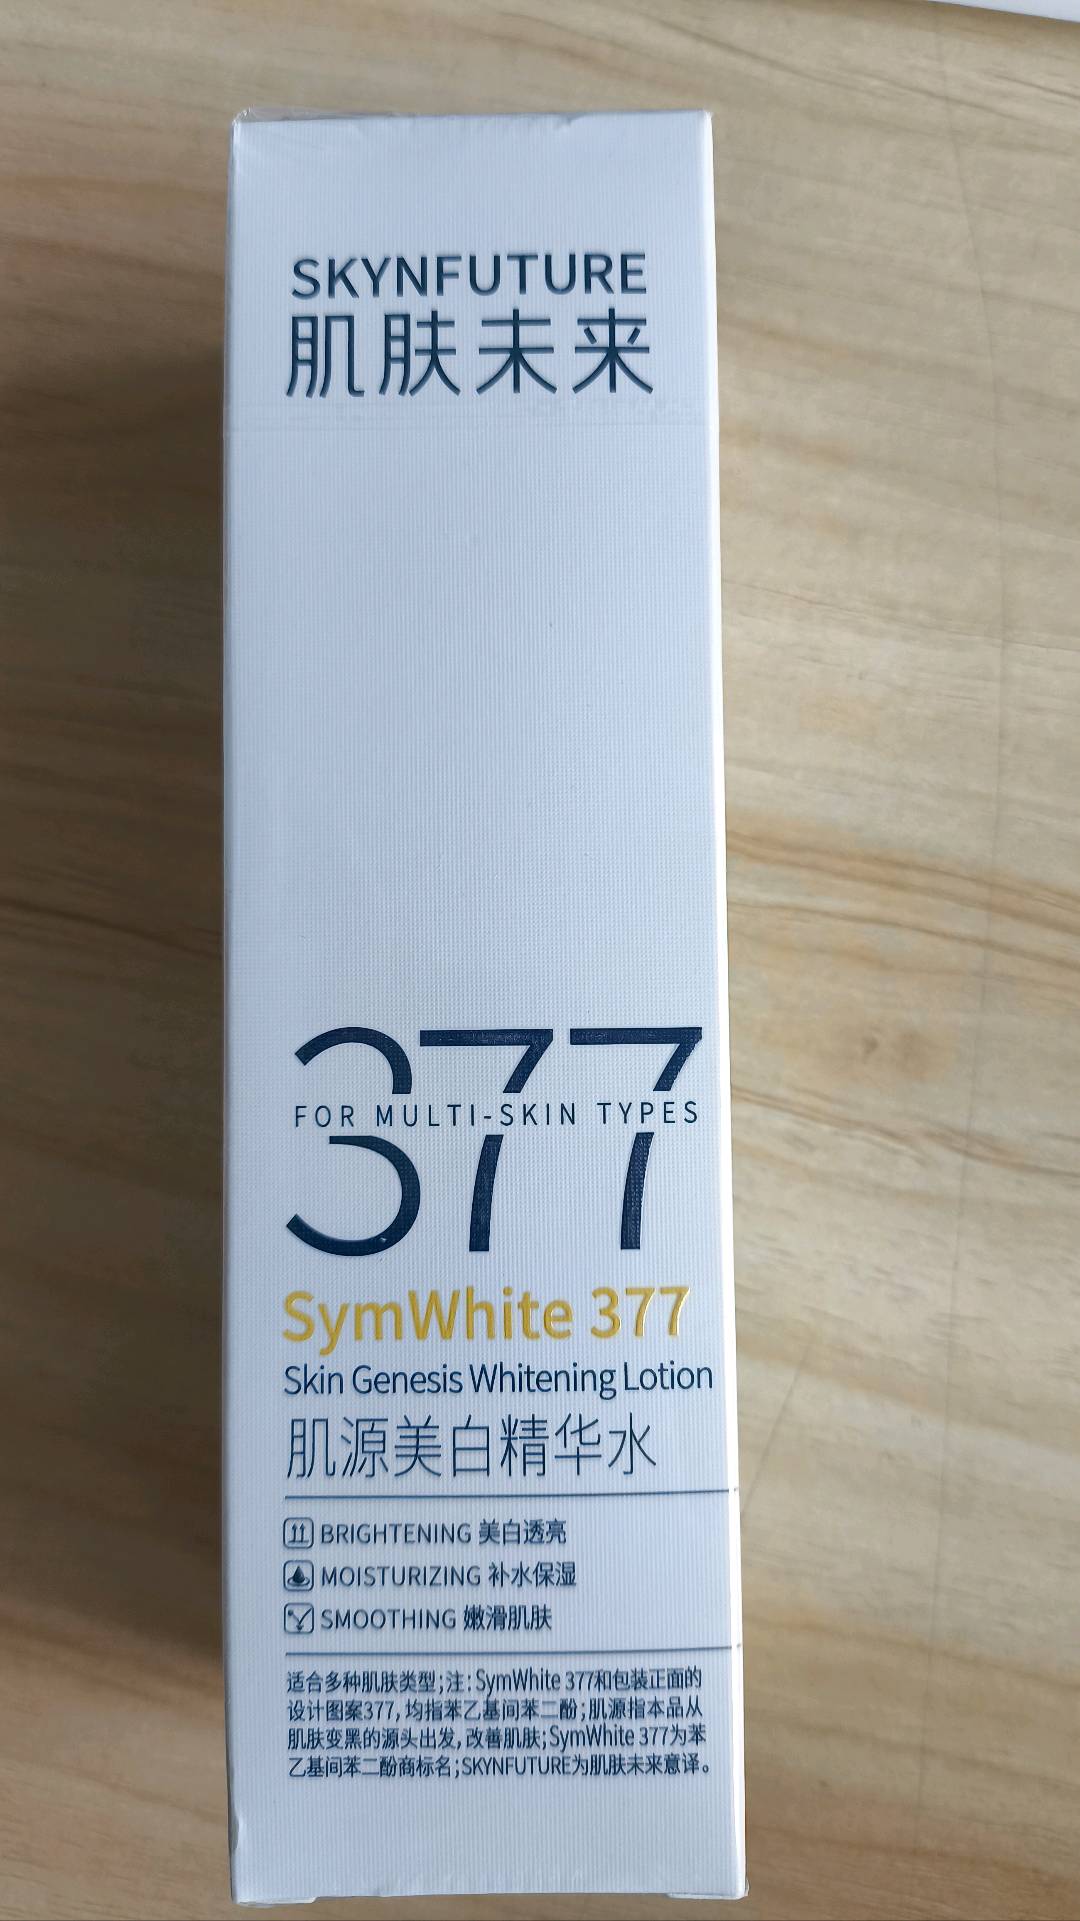 SKYNFUTURE
肌肤未来
377
FOR MULTI-SKIN TYPES
SymWhite 377
Skin Genesis Whitening Lotion
肌源美白精华水
BRIGHTENING 美白透亮
MOISTURIZING 补水保湿
SMOOTHING 嫩滑肌肤
适合多种肌肤类型;注:SymWhite 377和包装正面的
设计图案377,均指苯乙基间苯二酚;肌源指本品从
肌肤变黑的源头出发,改善肌肤;SymWhite 377为苯
乙基间苯二酚商标名;SKYNFUTURE为肌肤未来意译。